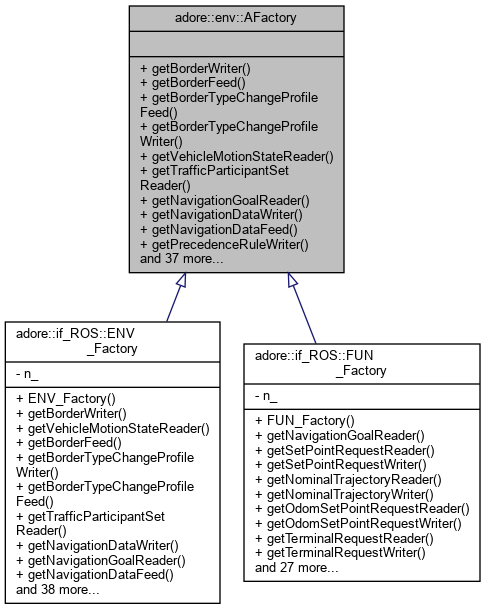 adore::env::AFactory
+ getBorderWriter()
+ getBorderFeed()
+ getBorderTypeChangeProfile
Feed()
+ getBorderTypeChangeProfile
Writer()
+ getVehicleMotionStateReader()
+ getTrafficParticipantSet
Reader()
+ getNavigationGoalReader()
+ getNavigationDataWriter()
+ getNavigationDataFeed()
+ getPrecedenceRuleWriter()
and 37 more...
adore::if_ROS::ENV
_Factory
- n_
+ ENV_Factory()
+ getBorderWriter()
+ getVehicleMotionStateReader()
+ getBorderFeed()
+ getBorderTypeChangeProfile
Writer()
+ getBorderTypeChangeProfile
Feed()
+ getTrafficParticipantSet
Reader()
+ getNavigationDataWriter()
+ getNavigationGoalReader()
+ getNavigationDataFeed()
and 38 more...
adore::if_ROS::FUN
_Factory
- n_
+ FUN_Factory()
+ getNavigationGoalReader()
+ getSetPointRequestReader()
+ getSetPointRequestWriter()
+ getNominalTrajectoryReader()
+ getNominalTrajectoryWriter()
+ getOdomSetPointRequestReader()
+ getOdomSetPointRequestWriter()
+ getTerminalRequestReader()
+ getTerminalRequestWriter()
and 27 more...